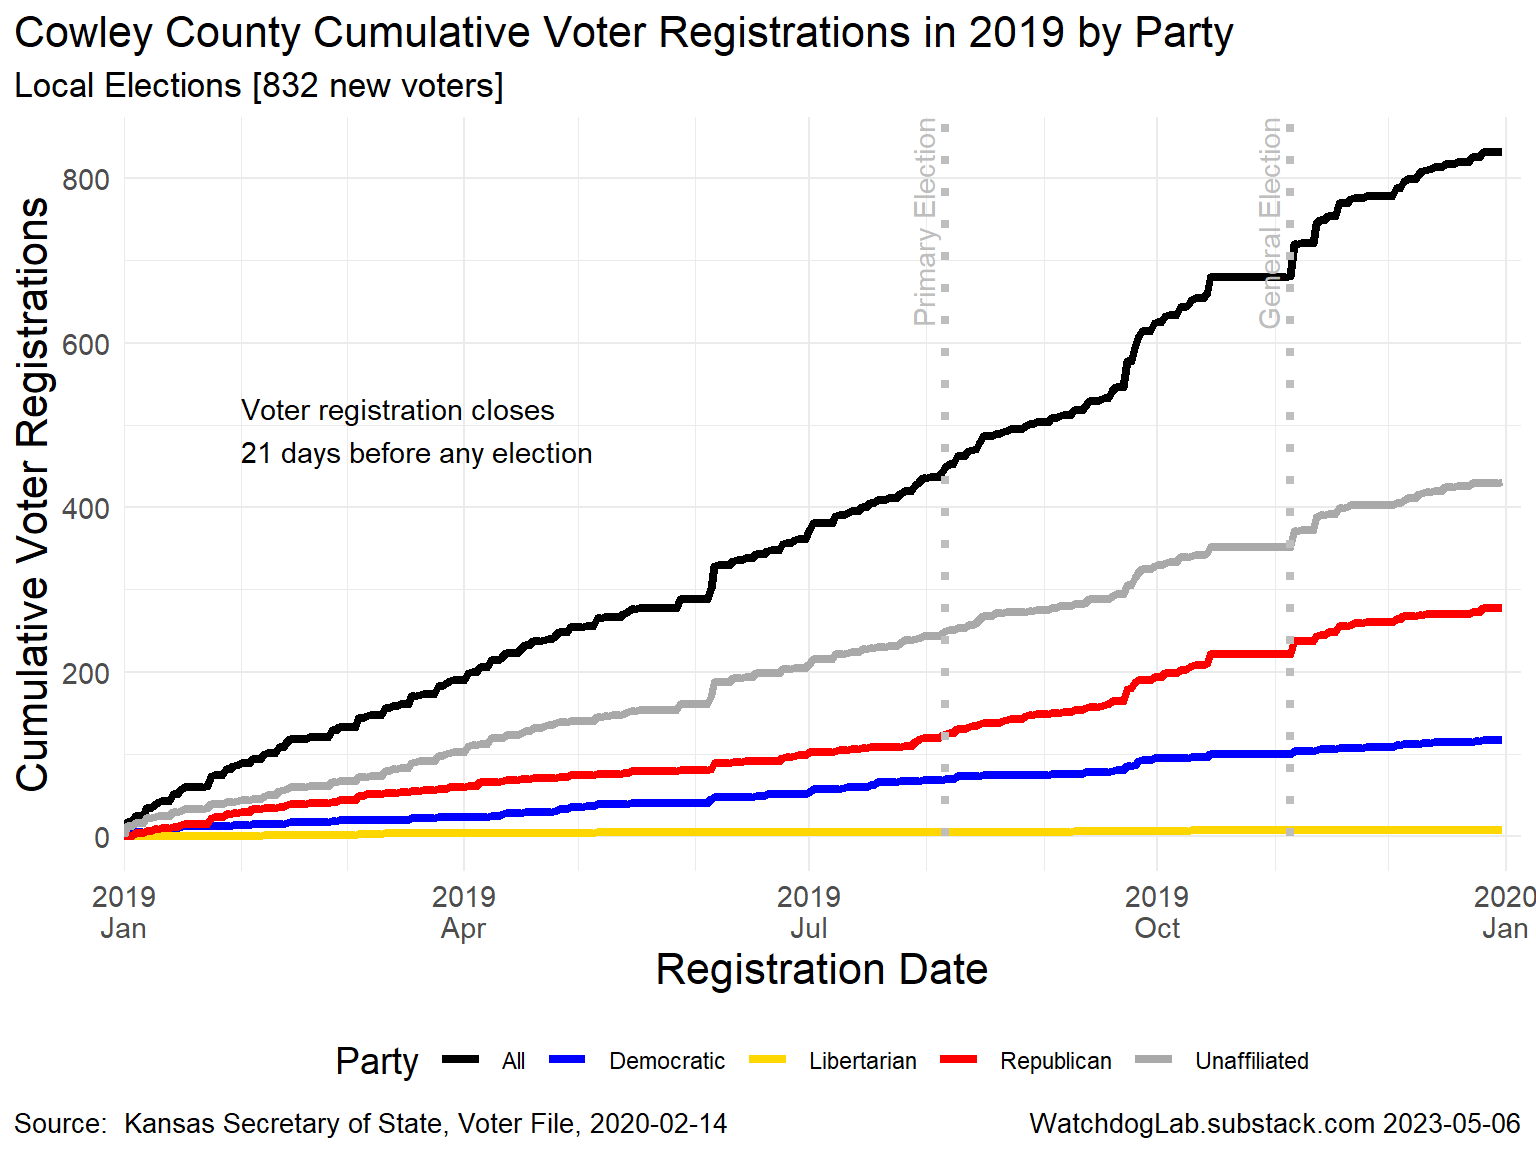 Cowley County Cumulative Voter Registrations in 2019 by Party
Local Elections [832 new voters]
Cumulative Voter Registrations
800
600
400
200
0
Primary Election
General Election
Voter registration closes
21 days before any election
2019 2019 2019 2019 2020
Jan Apr Jul Oct Jan
Registration Date
Party All Democratic Libertarian Republican Unaffiliated
Source:  Kansas Secretary of State, Voter File, 2020-02-14
WatchdogLab.substack.com 2023-05-06